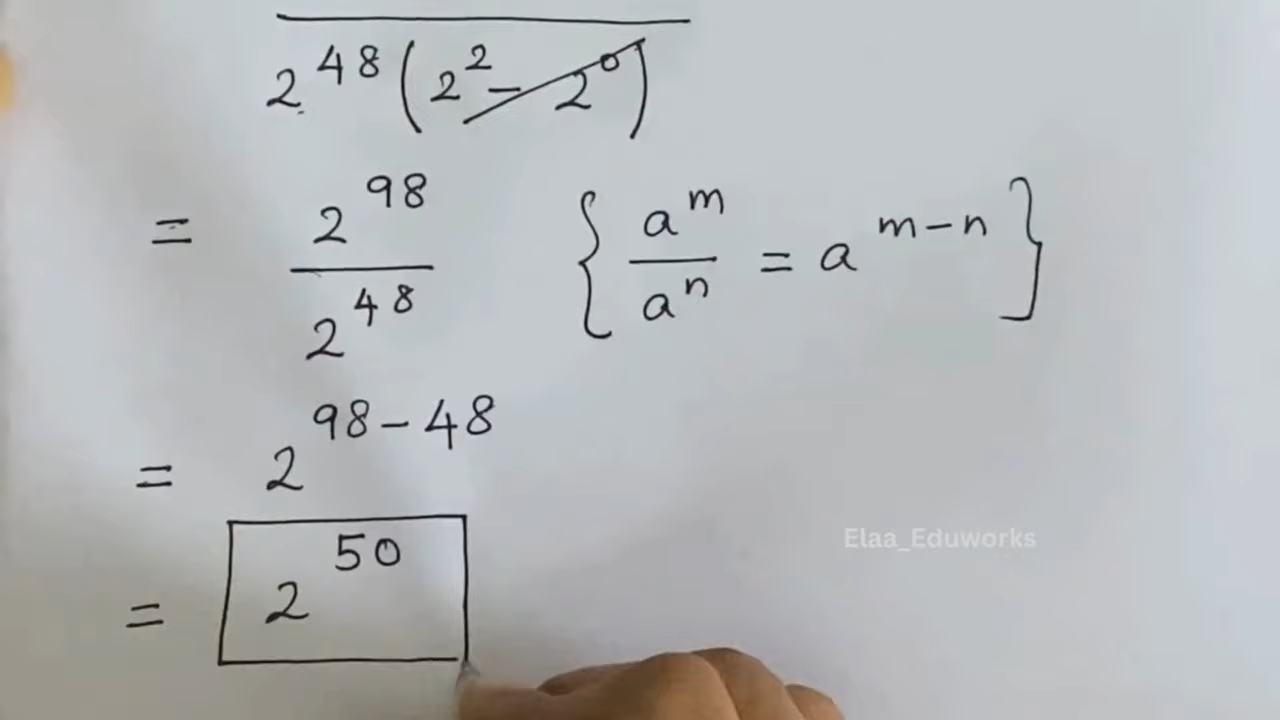 2^48 (2^2 - 2^0)
= 2^98 / 2^48 { a^m / a^n = a^m-n }
= 2^98-48
= 2^50
Elaa_Eduworks